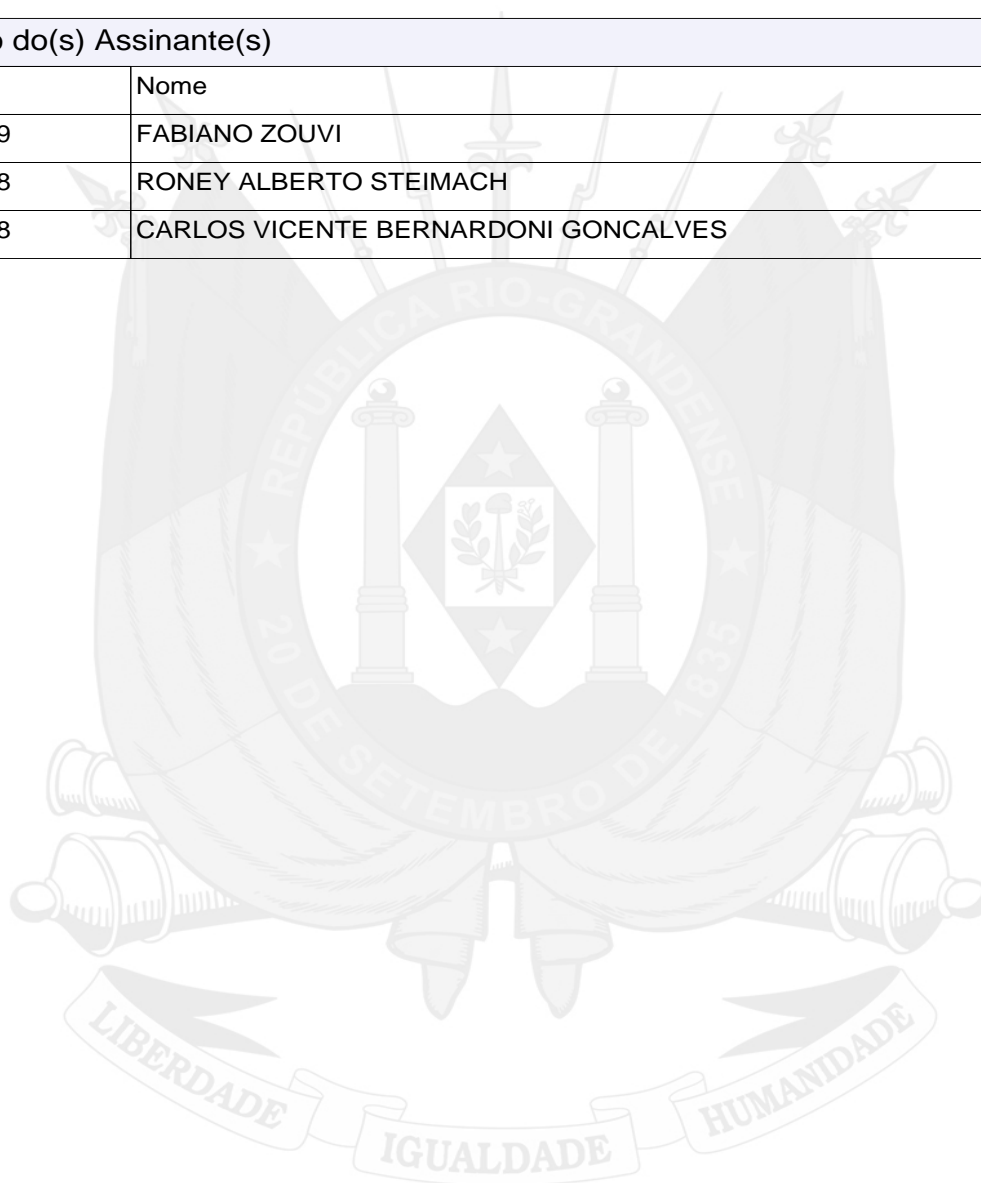 o do(s) Assinante(s)
Nome
9 FABIANO ZOUVI
8 RONEY ALBERTO STEIMACH
8 CARLOS VICENTE BERNARDONI GONCALVES
REPÚBLICA RIO-GRANDENSE
★ 20 DE SETEMBRO DE 1835 ★
LIBERDADE
IGUALDADE
HUMANIDADE